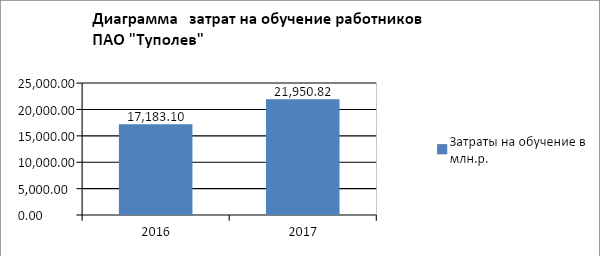 Диаграмма затрат на обучение работников
ПАО "Туполев"
25,000.00
20,000.00
15,000.00
10,000.00
5,000.00
0.00
17,183.10
21,950.82
2016
2017
Затраты на обучение в
млн.р.